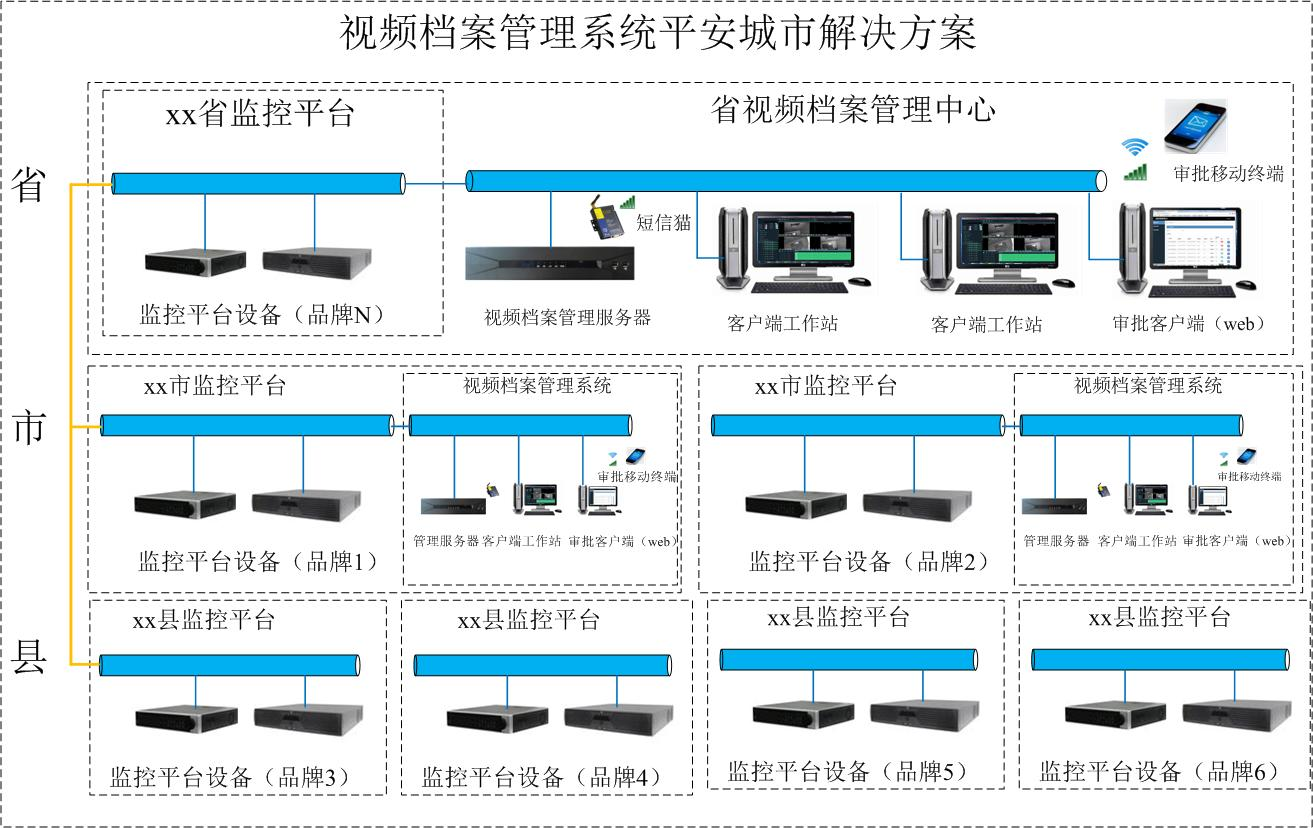 视频档案管理系统平安城市解决方案
省
xx省监控平台
监控平台设备（品牌N）
省视频档案管理中心
审批移动终端
短信猫
视频档案管理服务器
客户端工作站
客户端工作站
审批客户端（web）
市
xx市监控平台
监控平台设备（品牌1）
视频档案管理系统
审批移动终端
管理服务器
客户端工作站
审批客户端（web）
xx市监控平台
监控平台设备（品牌2）
视频档案管理系统
审批移动终端
管理服务器
客户端工作站
审批客户端（web）
县
xx县监控平台
监控平台设备（品牌3）
xx县监控平台
监控平台设备（品牌4）
xx县监控平台
监控平台设备（品牌5）
xx县监控平台
监控平台设备（品牌6）